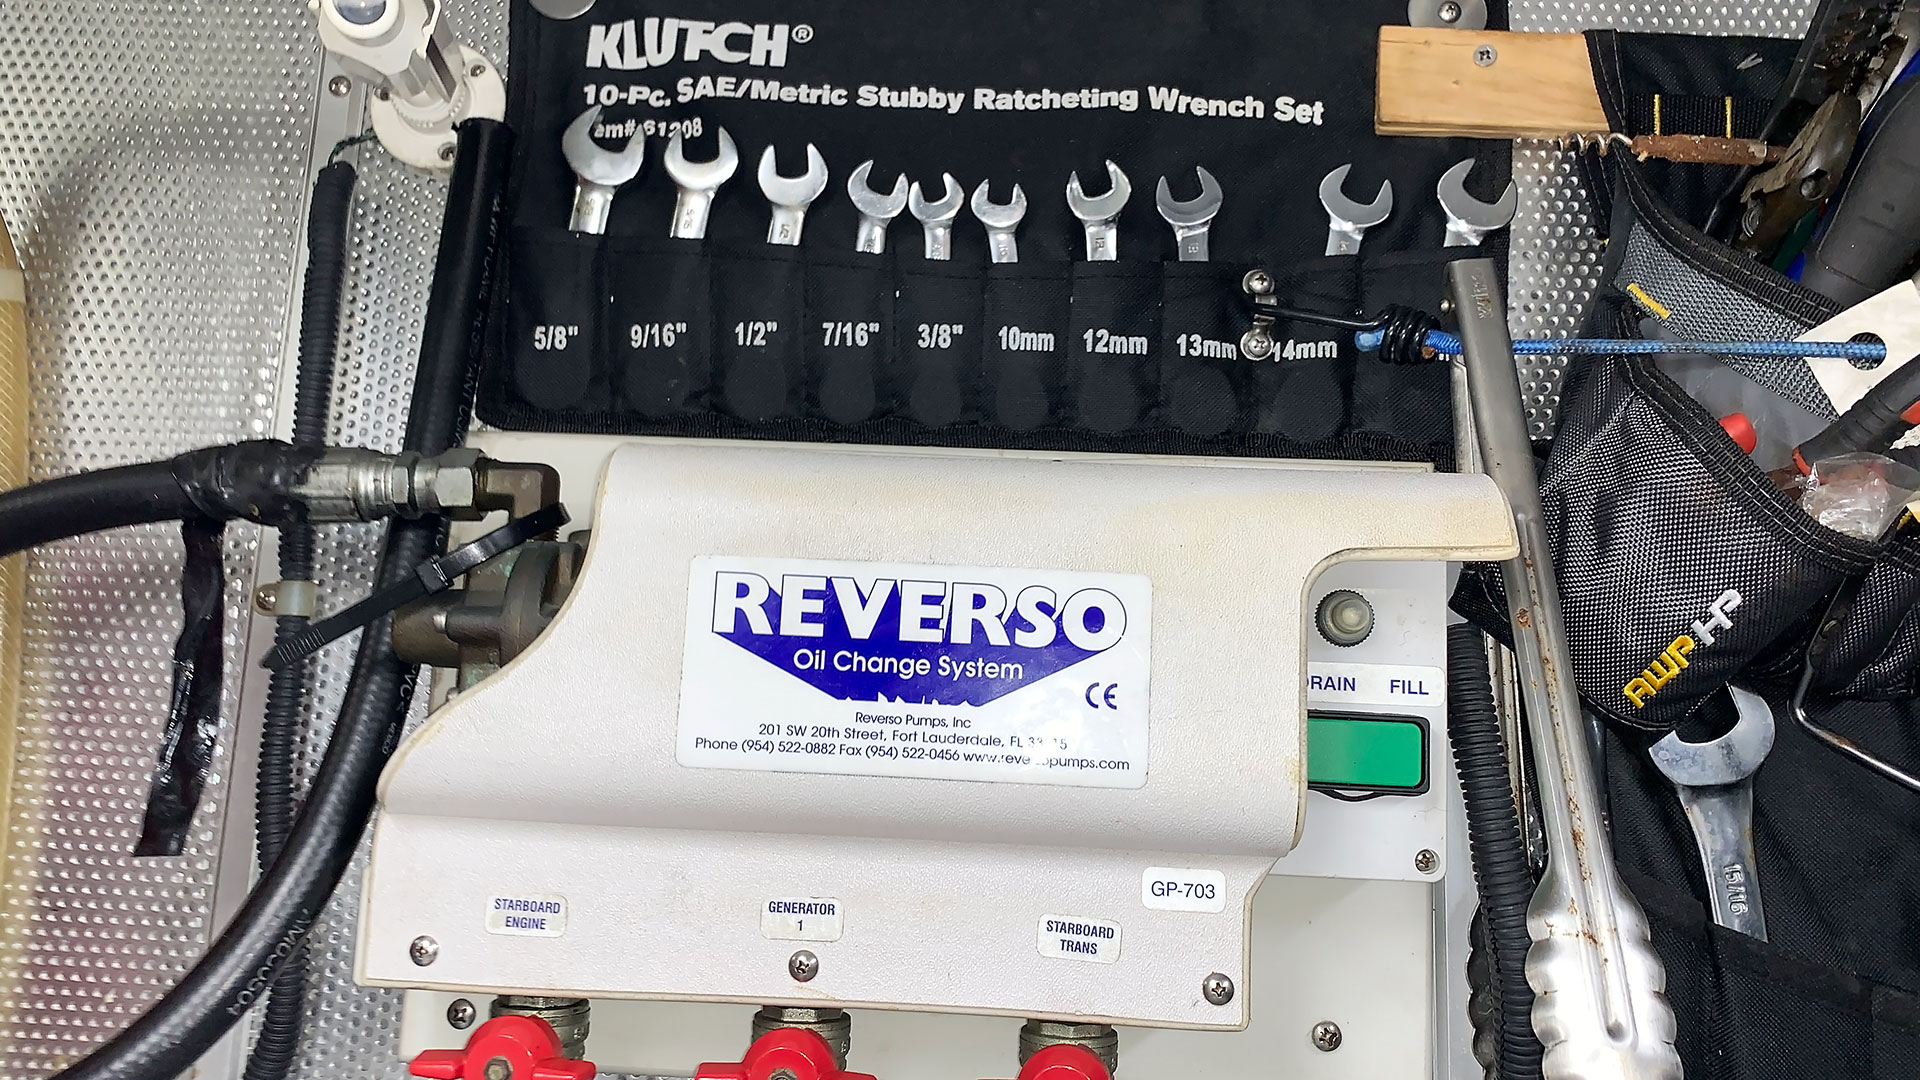 KLUTCH®
10-Pc. SAE/Metric Stubby Ratcheting Wrench Set
5/8" 9/16" 1/2" 7/16" 3/8" 10mm 12mm 13mm 14mm
REVERSO
Oil Change System
CE
Reverso Pumps, Inc
201 SW 20th Street, Fort Lauderdale, FL
Phone (954) 522-0882 Fax (954) 522-0456
DRAIN FILL
AWP HP
15/16
GP-703
STARBOARD
ENGINE
GENERATOR
1
STARBOARD
TRANS